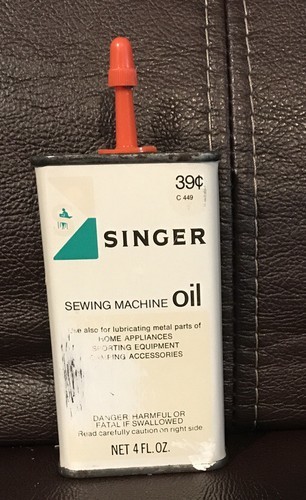 39¢
C 449
SINGER
SEWING MACHINE oil
Use also for lubricating metal parts of
HOME APPLIANCES
SPORTING EQUIPMENT
ACCESSORIES
DANGER: HARMFUL OR
FATAL IF SWALLOWED
Read carefully caution on right side
NET 4 FL. OZ.